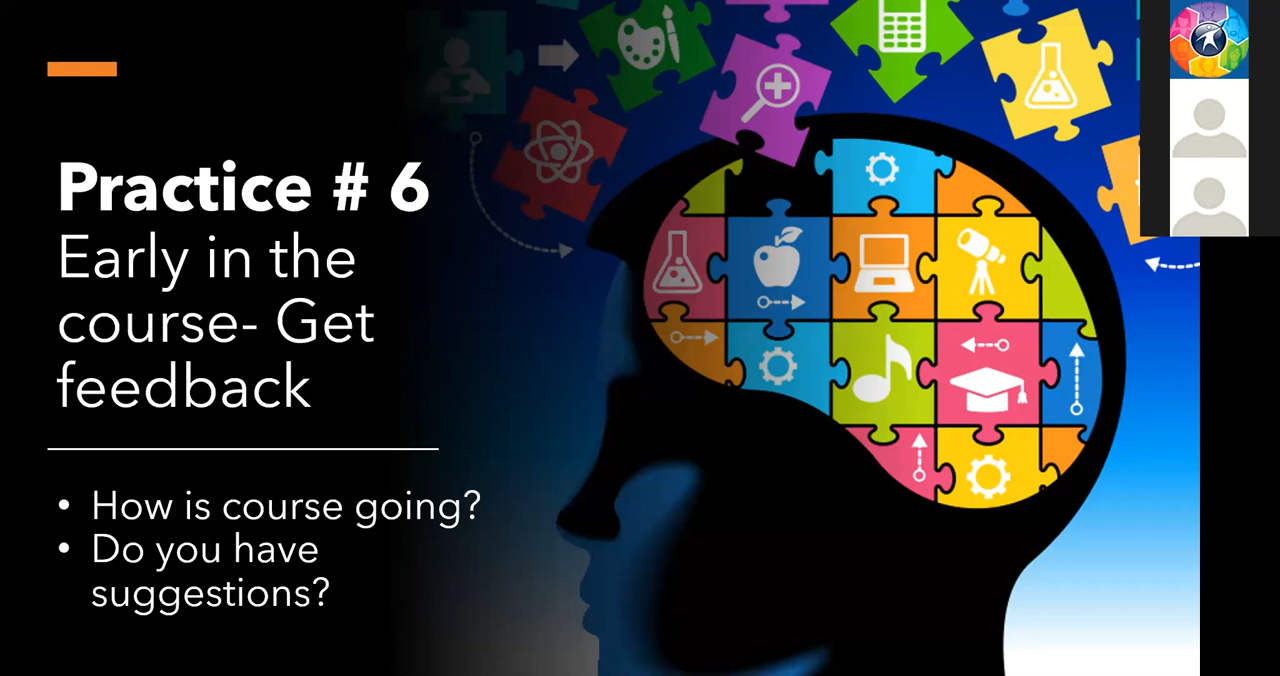 Practice # 6
Early in the
course- Get
feedback
• How is course going?
• Do you have
suggestions?